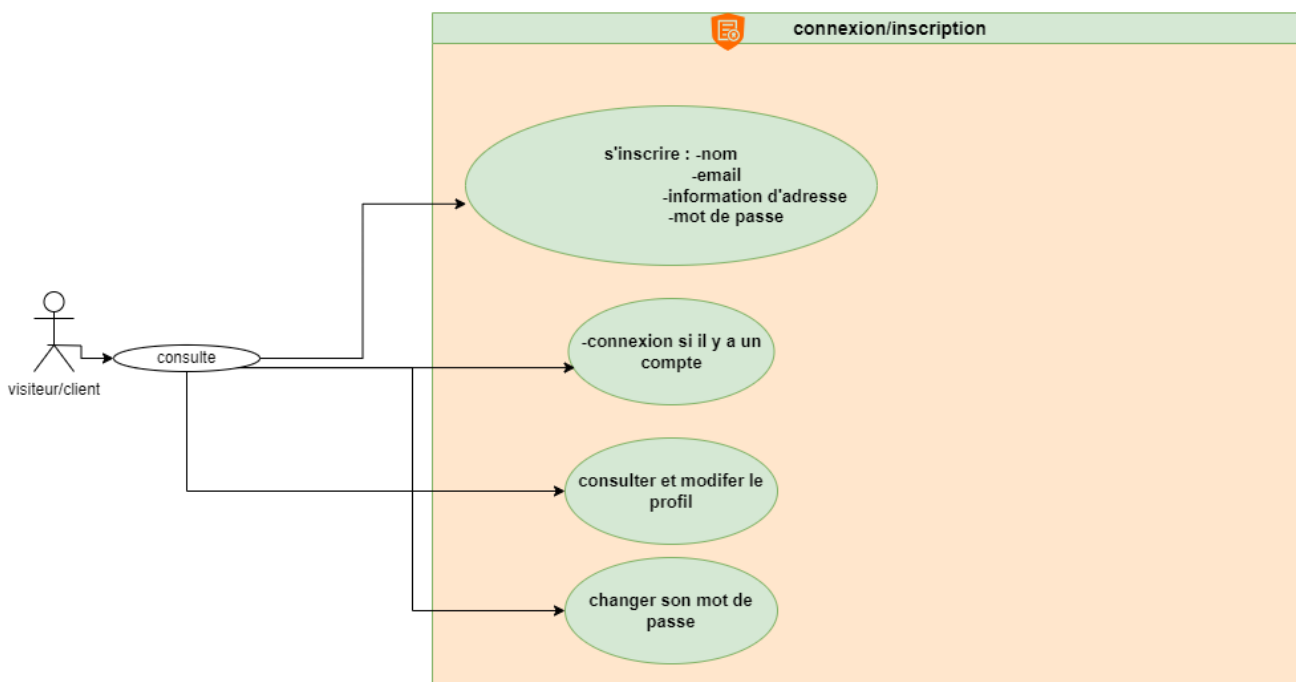 connexion/inscription
s'inscrire : -nom
-email
-information d'adresse
-mot de passe
-connexion si il y a un
compte
consulte
visiteur/client
consulter et modifer le
profil
changer son mot de
passe